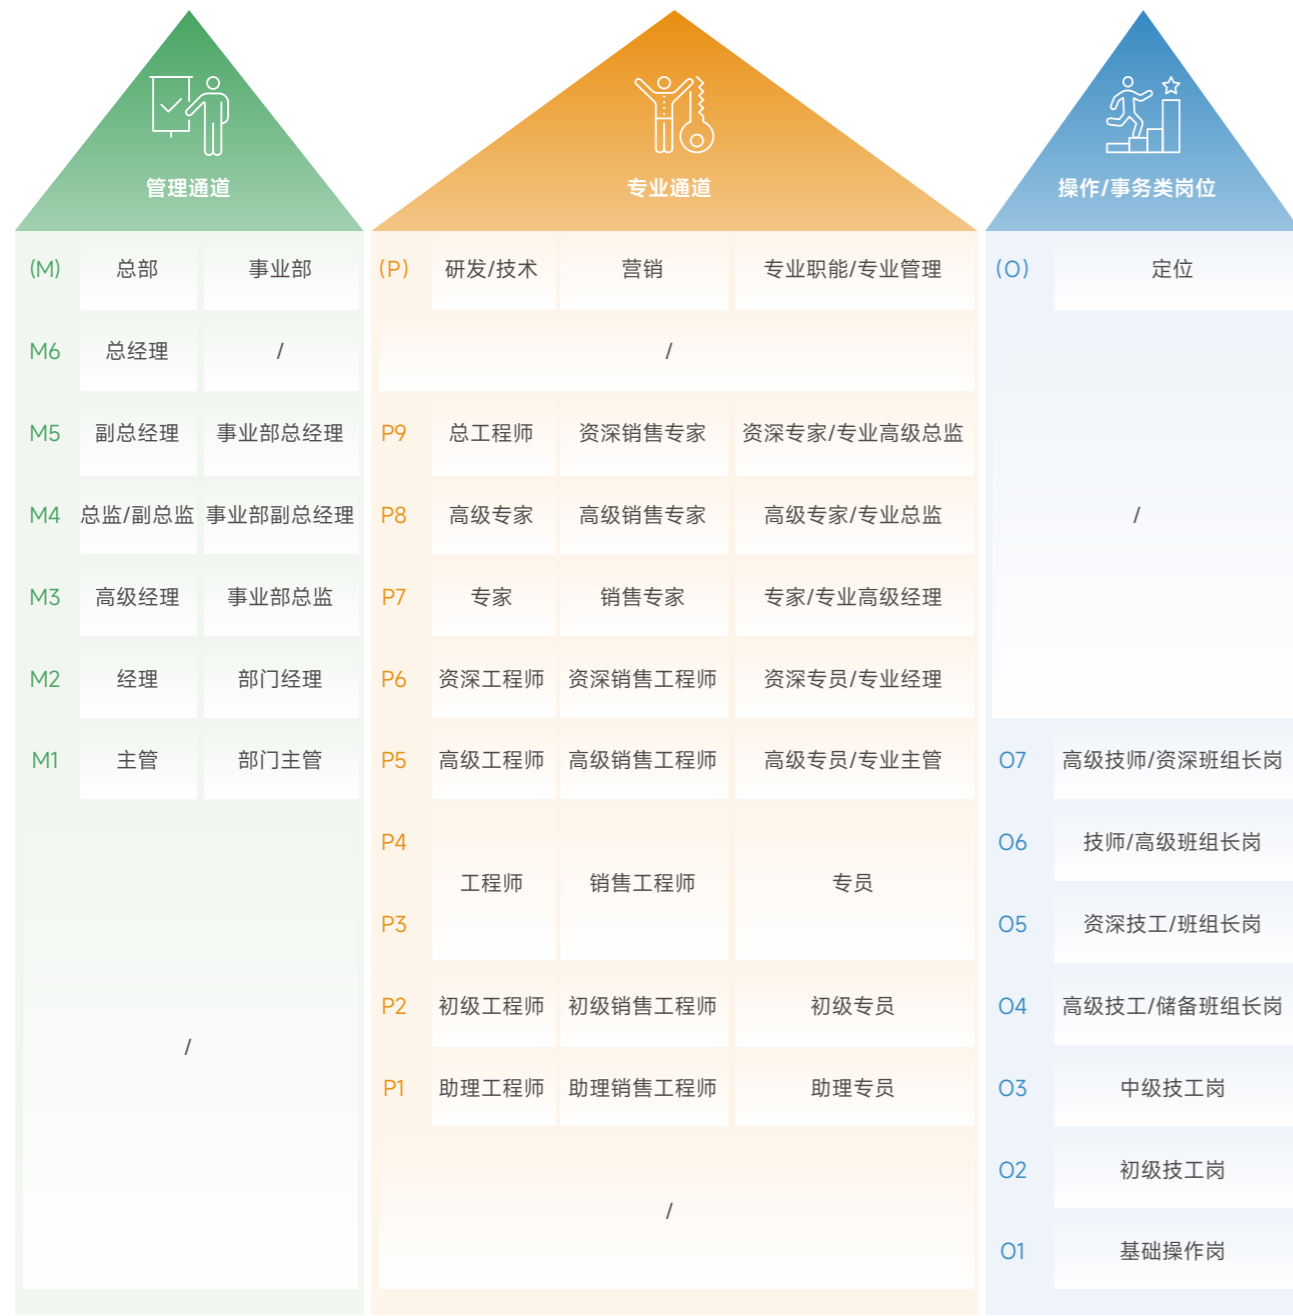 管理通道 专业通道 操作/事务类岗位
(M) 总部 事业部 (P) 研发/技术 营销 专业职能/专业管理 (O) 定位
M6 总经理 / /
M5 副总经理 事业部总经理 P9 总工程师 资深销售专家 资深专家/专业高级总监
M4 总监/副总监 事业部副总经理 P8 高级专家 高级销售专家 高级专家/专业总监 /
M3 高级经理 事业部总监 P7 专家 销售专家 专家/专业高级经理
M2 经理 部门经理 P6 资深工程师 资深销售工程师 资深专员/专业经理
M1 主管 部门主管 P5 高级工程师 高级销售工程师 高级专员/专业主管 O7 高级技师/资深班组长岗
P4 O6 技师/高级班组长岗
工程师 销售工程师 专员
P3 O5 资深技工/班组长岗
P2 初级工程师 初级销售工程师 初级专员 O4 高级技工/储备班组长岗
/
P1 助理工程师 助理销售工程师 助理专员 O3 中级技工岗
O2 初级技工岗
/
O1 基础操作岗